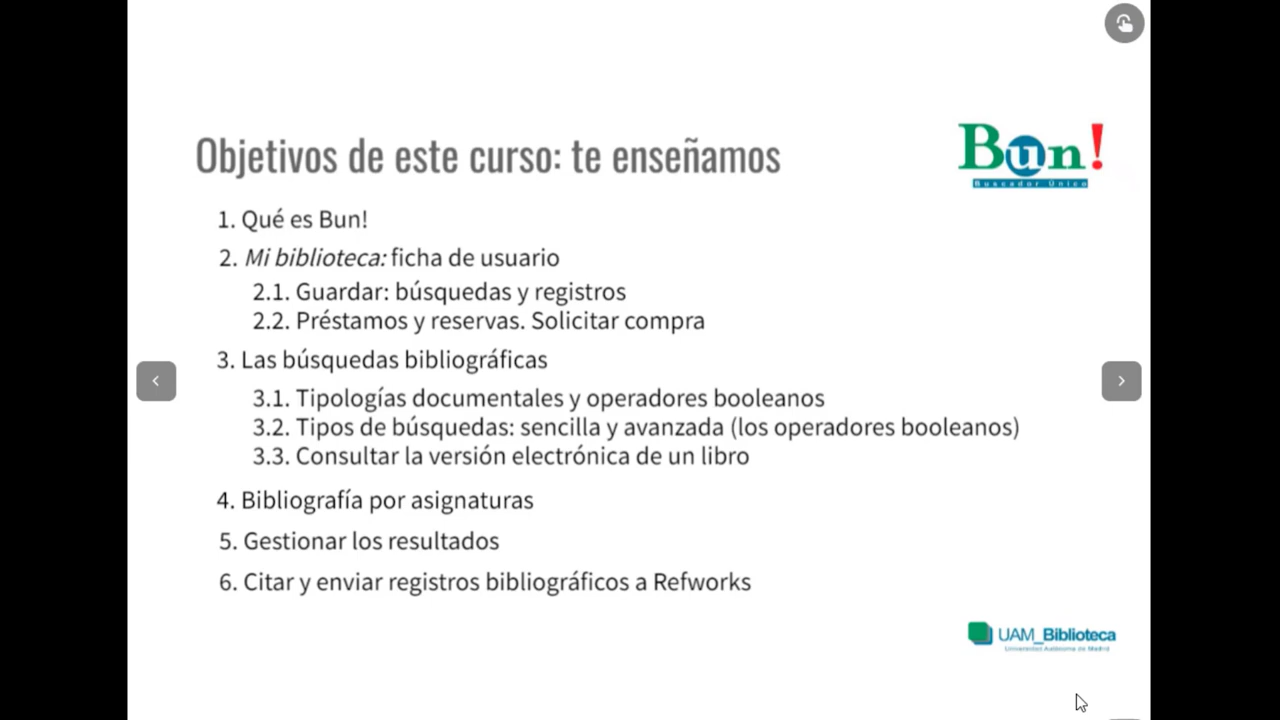 Objetivos de este curso: te enseñamos
Bun!
Buscador Único
1. Qué es Bun!
2. Mi biblioteca: ficha de usuario
2.1. Guardar: búsquedas y registros
2.2. Préstamos y reservas. Solicitar compra
3. Las búsquedas bibliográficas
3.1. Tipologías documentales y operadores booleanos
3.2. Tipos de búsquedas: sencilla y avanzada (los operadores booleanos)
3.3. Consultar la versión electrónica de un libro
4. Bibliografía por asignaturas
5. Gestionar los resultados
6. Citar y enviar registros bibliográficos a Refworks
UAM_Biblioteca
Universidad Autónoma de Madrid